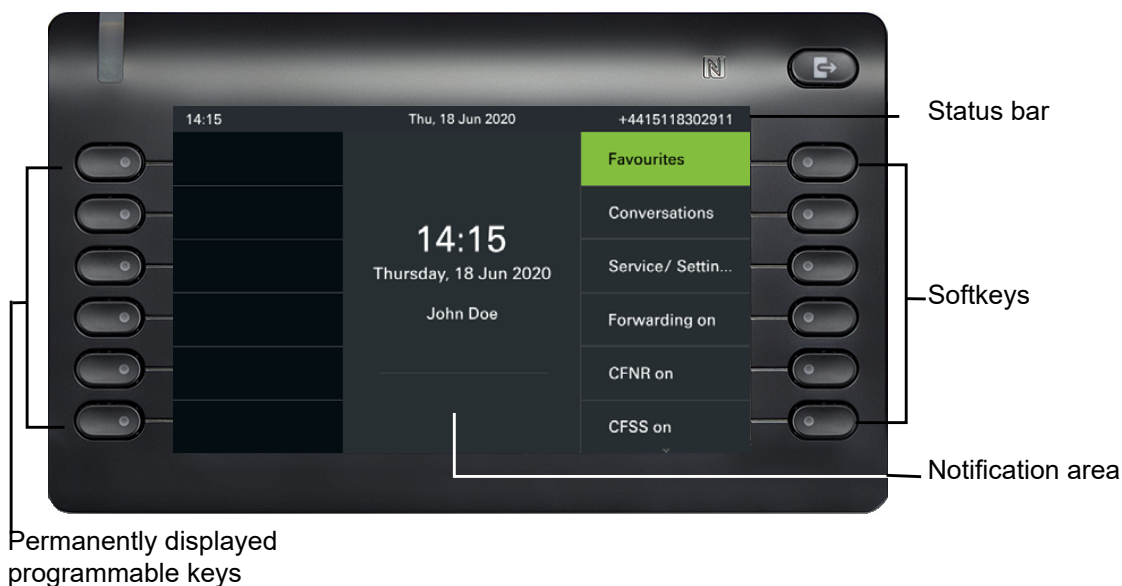 14:15 Thu, 18 Jun 2020 +4415118302911
Status bar
Favourites
Conversations
14:15
Thursday, 18 Jun 2020
Service/ Settin...
Softkeys
John Doe
Forwarding on
CFNR on
CFSS on
Notification area
Permanently displayed
programmable keys